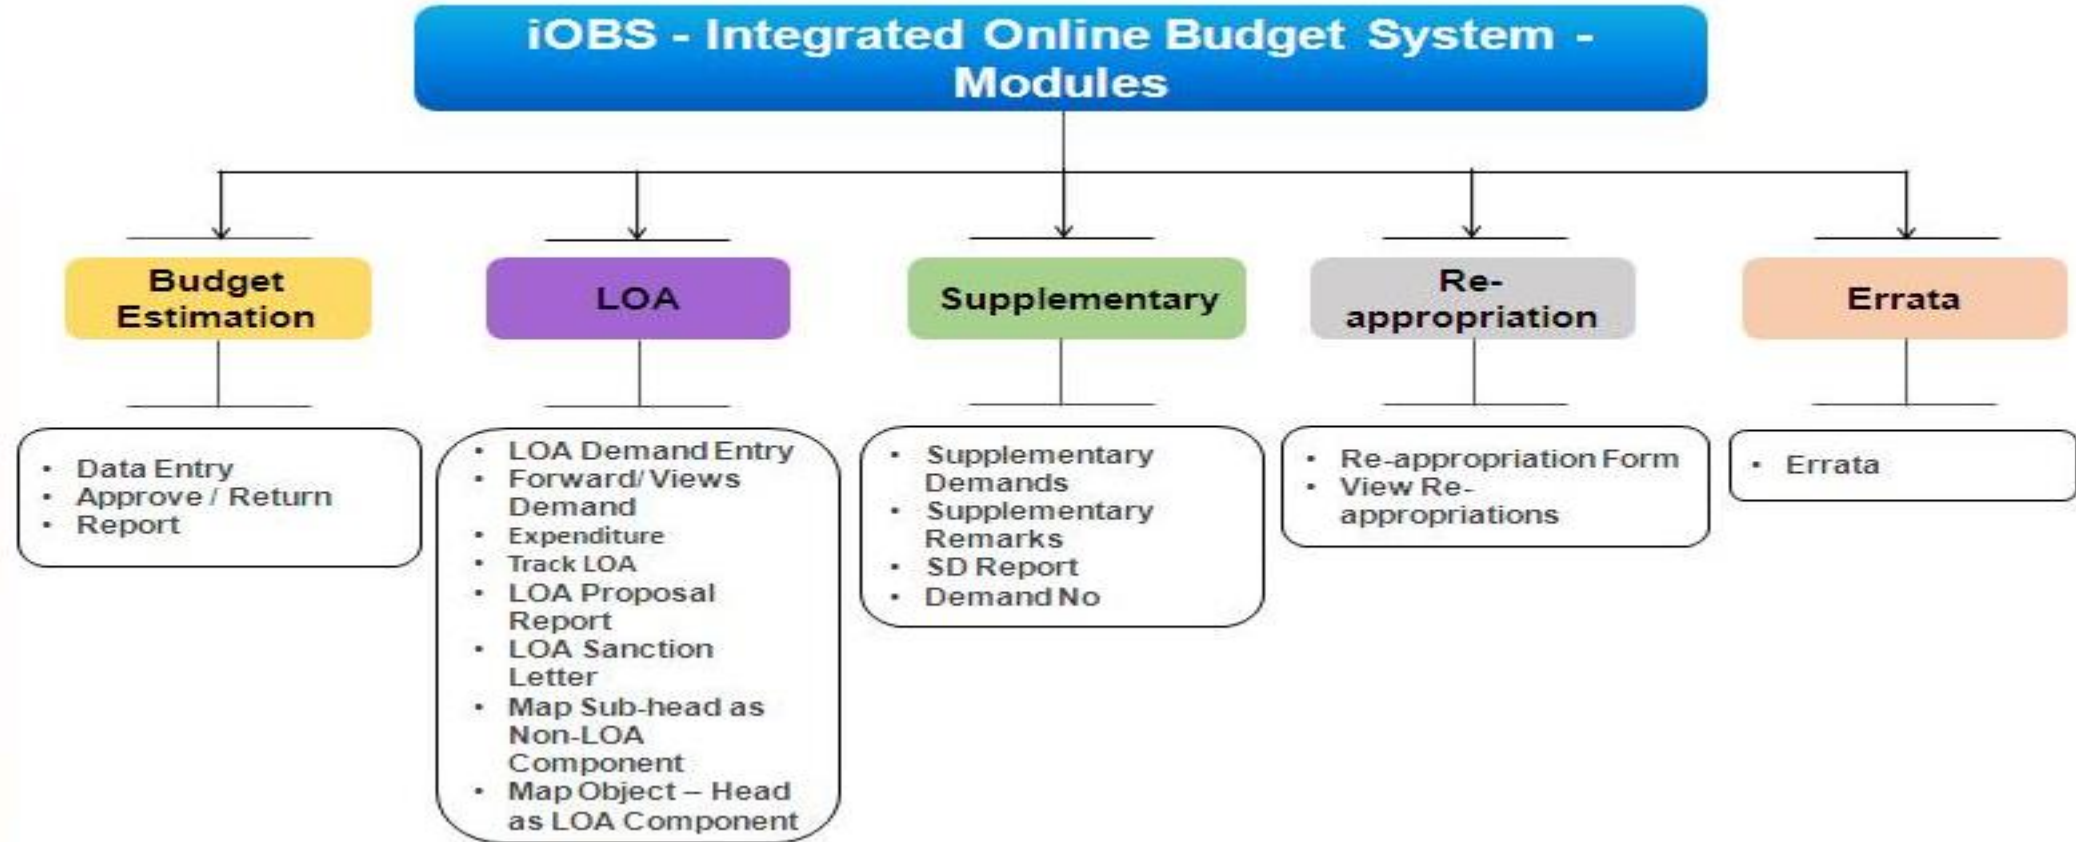 iOBS - Integrated Online Budget System -
Modules
Budget
Estimation
LOA
Supplementary
Re-
appropriation
Errata
• Data Entry
• Approve / Return
• Report
• LOA Demand Entry
• Forward/ Views
Demand
• Expenditure
• Track LOA
• LOA Proposal
Report
• LOA Sanction
Letter
• Map Sub-head as
Non-LOA
Component
• Map Object – Head
as LOA Component
• Supplementary
Demands
• Supplementary
Remarks
• SD Report
• Demand No
• Re-appropriation Form
• View Re-
appropriations
• Errata